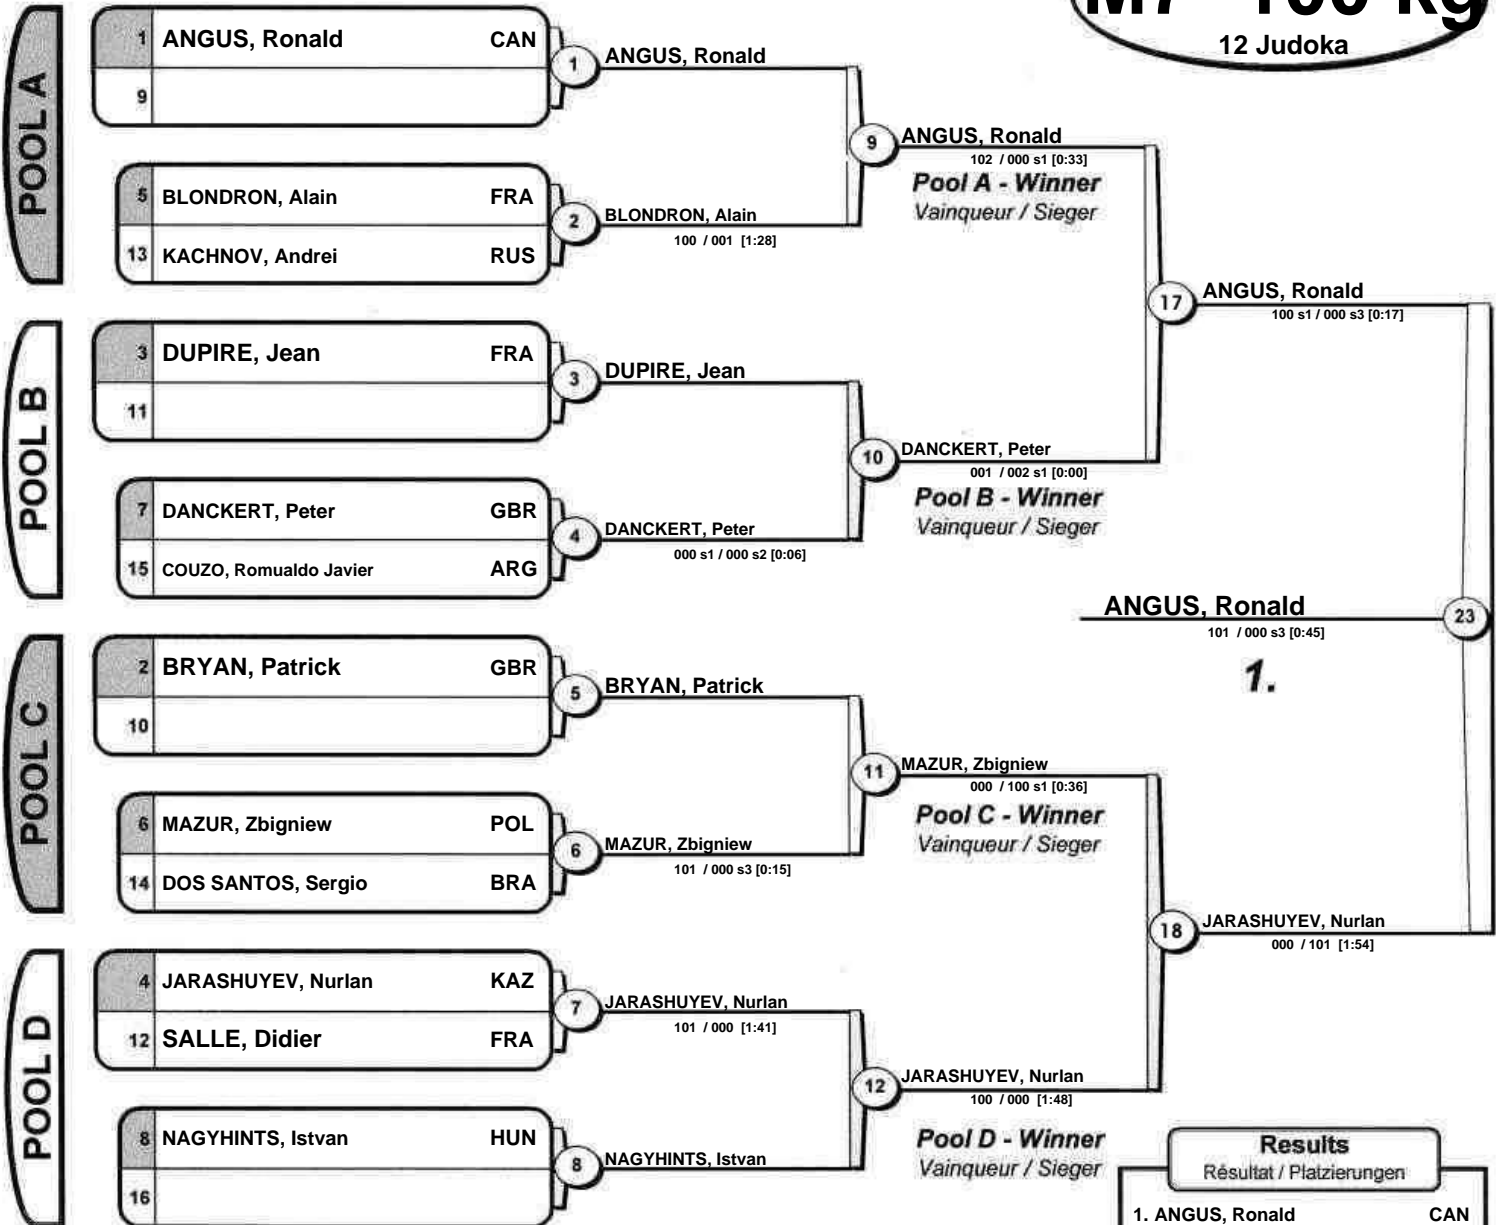 M7 -100 kg
12 Judoka
POOL A
1 ANGUS, Ronald CAN
9
1 ANGUS, Ronald
5 BLONDRON, Alain FRA
13 KACHNOV, Andrei RUS
2 BLONDRON, Alain
100 / 001 [1:28]
9 ANGUS, Ronald
102 / 000 s1 [0:33]
Pool A - Winner
Vainqueur / Sieger
POOL B
3 DUPIRE, Jean FRA
11
3 DUPIRE, Jean
7 DANCKERT, Peter GBR
15 COUZO, Romualdo Javier ARG
4 DANCKERT, Peter
000 s1 / 000 s2 [0:06]
10 DANCKERT, Peter
001 / 002 s1 [0:00]
Pool B - Winner
Vainqueur / Sieger
17 ANGUS, Ronald
100 s1 / 000 s3 [0:17]
ANGUS, Ronald 23
101 / 000 s3 [0:45]
1.
POOL C
2 BRYAN, Patrick GBR
10
5 BRYAN, Patrick
6 MAZUR, Zbigniew POL
14 DOS SANTOS, Sergio BRA
6 MAZUR, Zbigniew
101 / 000 s3 [0:15]
11 MAZUR, Zbigniew
000 / 100 s1 [0:36]
Pool C - Winner
Vainqueur / Sieger
18 JARASHUYEV, Nurlan
000 / 101 [1:54]
POOL D
4 JARASHUYEV, Nurlan KAZ
12 SALLE, Didier FRA
7 JARASHUYEV, Nurlan
101 / 000 [1:41]
8 NAGYHINTS, Istvan HUN
16
8 NAGYHINTS, Istvan
12 JARASHUYEV, Nurlan
100 / 000 [1:48]
Pool D - Winner
Vainqueur / Sieger
Results
Résultat / Platzierungen
1. ANGUS, Ronald CAN